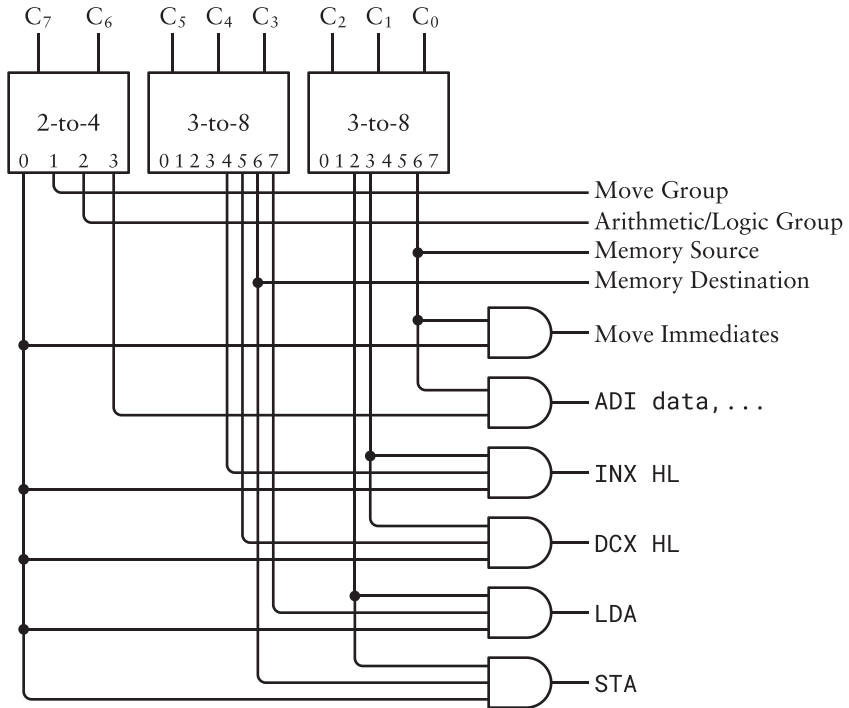 C₇ C₆ C₅ C₄ C₃ C₂ C₁ C₀
2-to-4 3-to-8 3-to-8
0 1 2 3 0 1 2 3 4 5 6 7 0 1 2 3 4 5 6 7
Move Group
Arithmetic/Logic Group
Memory Source
Memory Destination
Move Immediates
ADI data,...
INX HL
DCX HL
LDA
STA